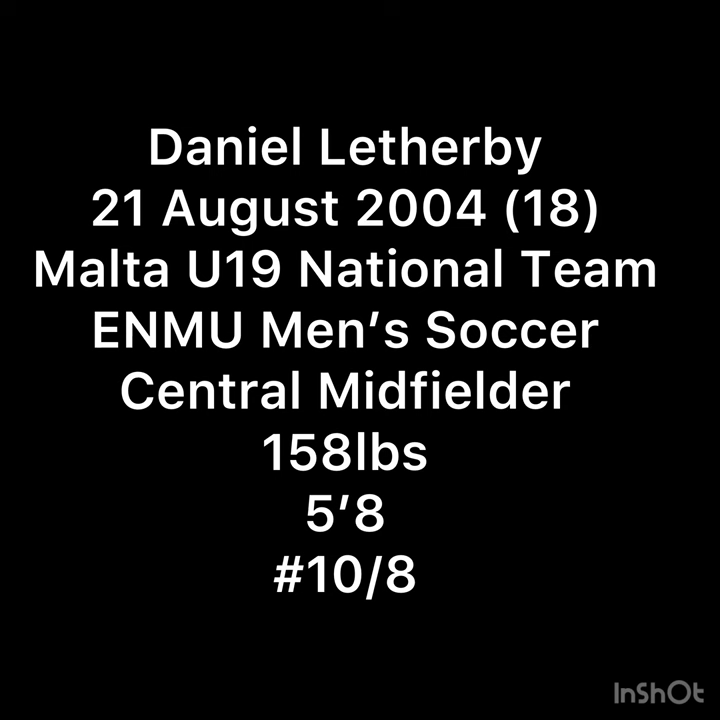 Daniel Letherby
21 August 2004 (18)
Malta U19 National Team
ENMU Men’s Soccer
Central Midfielder
158lbs
5’8
#10/8
InShOt